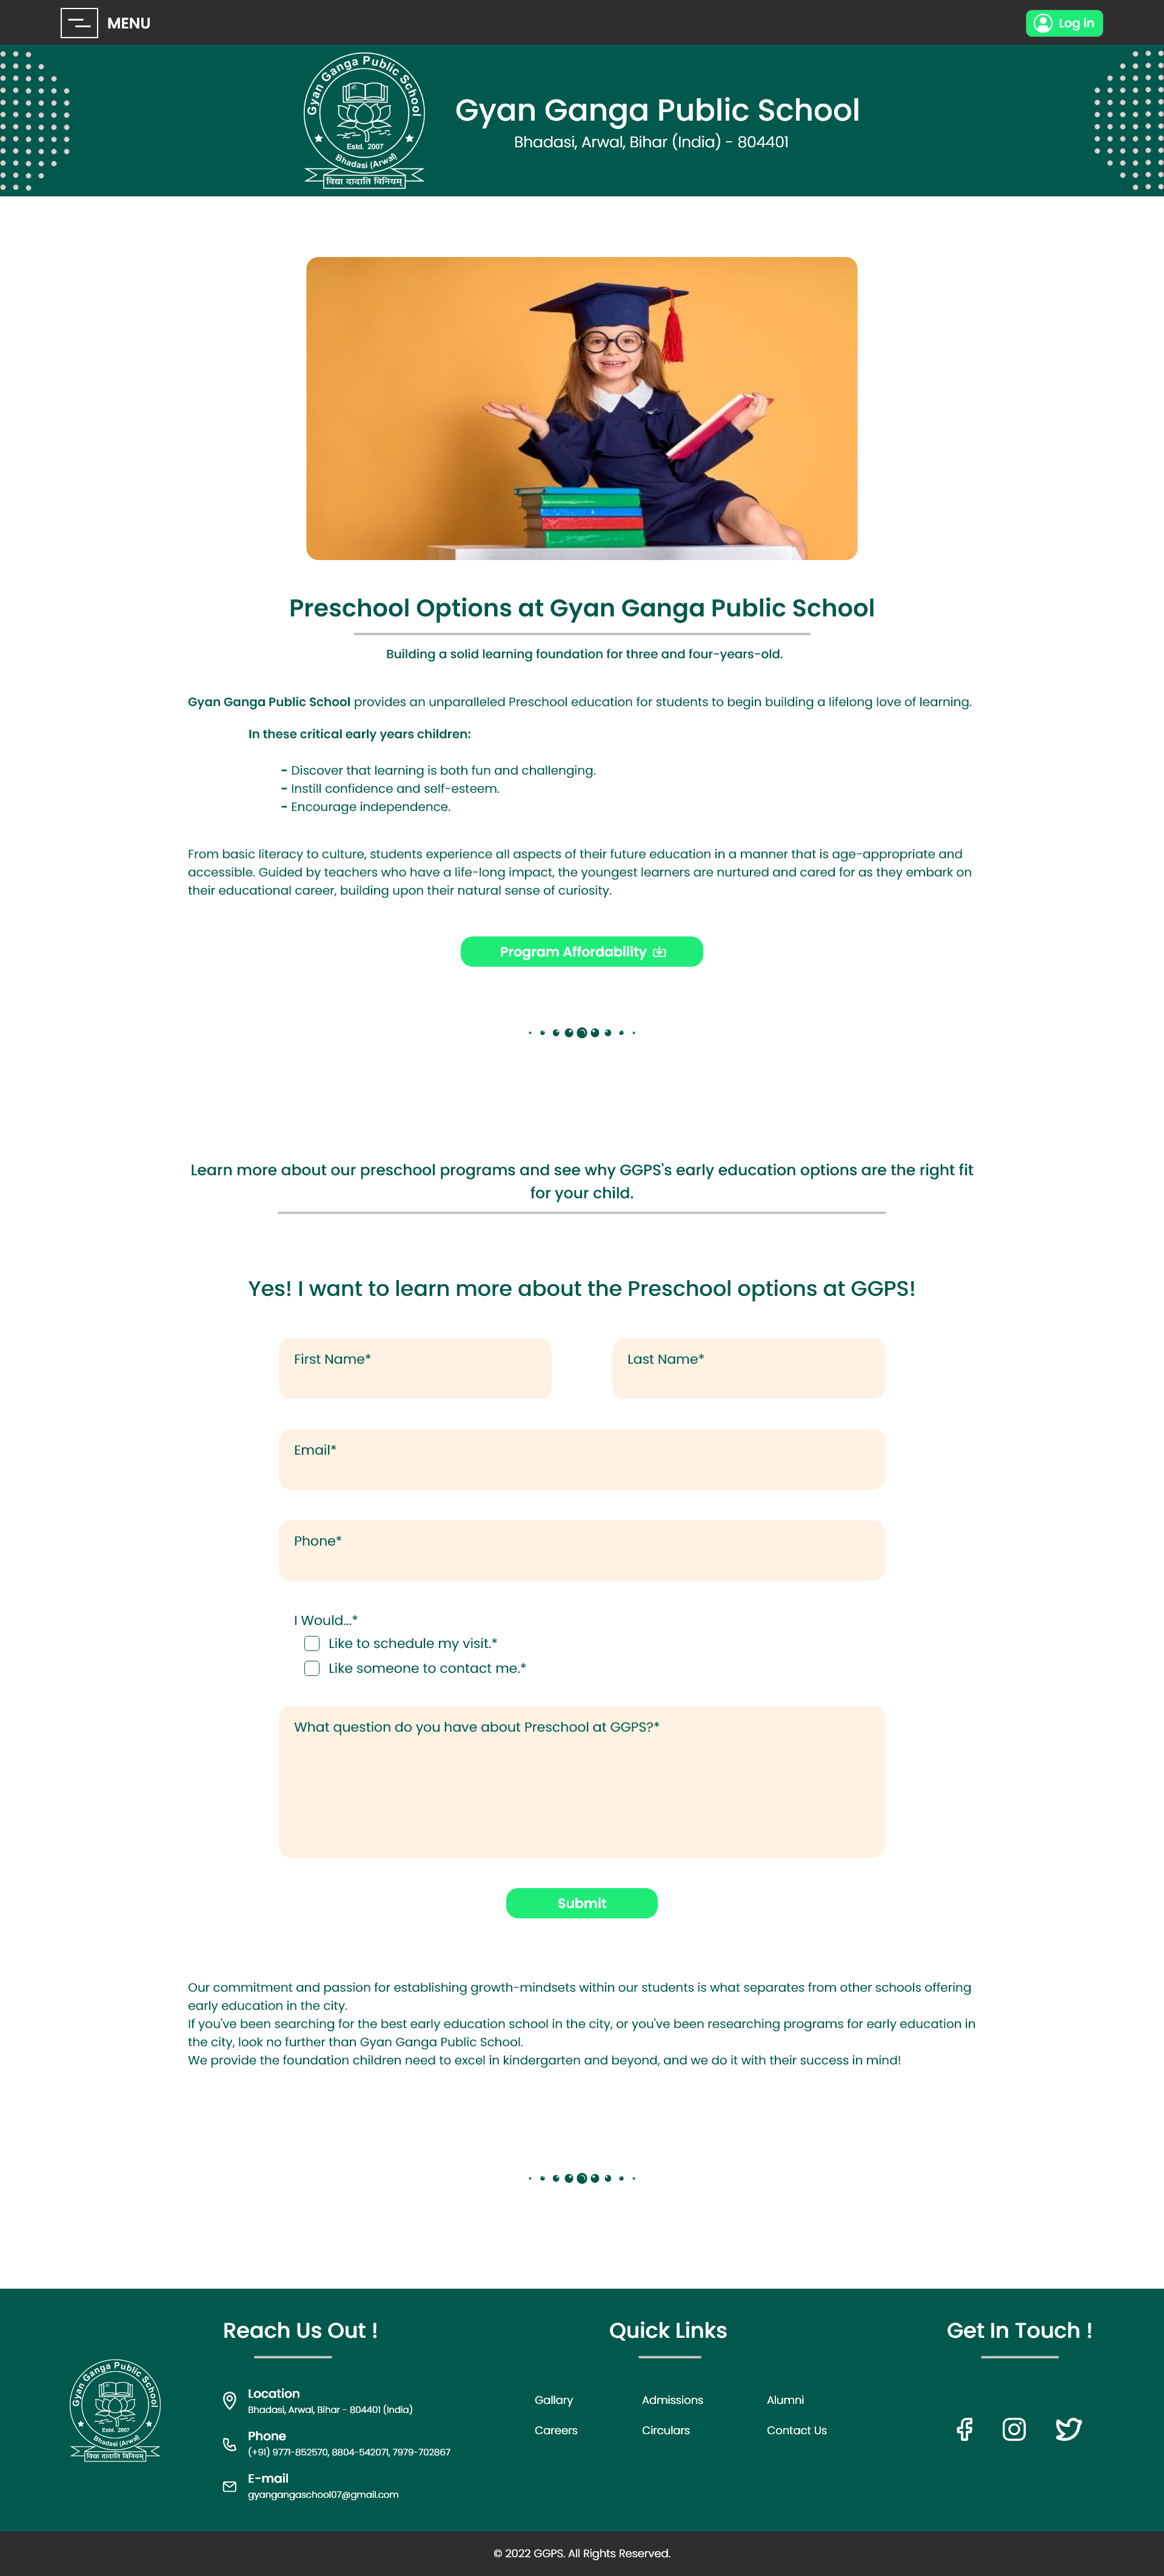 MENU
Log in
Gyan Ganga Public School
Estd. 2007
Bhadasi (Arwal)
विद्या दादाति विनियम्
Gyan Ganga Public School
Bhadasi, Arwal, Bihar (India) - 804401
Preschool Options at Gyan Ganga Public School
Building a solid learning foundation for three and four-years-old.
Gyan Ganga Public School provides an unparalleled Preschool education for students to begin building a lifelong love of learning.
In these critical early years children:
- Discover that learning is both fun and challenging.
- Instill confidence and self-esteem.
- Encourage independence.
From basic literacy to culture, students experience all aspects of their future education in a manner that is age-appropriate and
accessible. Guided by teachers who have a life-long impact, the youngest learners are nurtured and cared for as they embark on
their educational career, building upon their natural sense of curiosity.
Program Affordability
Learn more about our preschool programs and see why GGPS's early education options are the right fit
for your child.
Yes! I want to learn more about the Preschool options at GGPS!
First Name*
Last Name*
Email*
Phone*
I Would...*
Like to schedule my visit.*
Like someone to contact me.*
What question do you have about Preschool at GGPS?*
Submit
Our commitment and passion for establishing growth-mindsets within our students is what separates from other schools offering
early education in the city.
If you've been searching for the best early education school in the city, or you've been researching programs for early education in
the city, look no further than Gyan Ganga Public School.
We provide the foundation children need to excel in kindergarten and beyond, and we do it with their success in mind!
Gyan Ganga Public School
Estd. 2007
Bhadasi (Arwal)
विद्या दादाति विनियम्
Reach Us Out !
Location
Bhadasi, Arwal, Bihar - 804401 (India)
Phone
(+91) 9771-852570, 8804-542071, 7979-702867
E-mail
gyangangaschool07@gmail.com
Quick Links
Gallary
Admissions
Alumni
Careers
Circulars
Contact Us
Get In Touch !
© 2022 GGPS. All Rights Reserved.